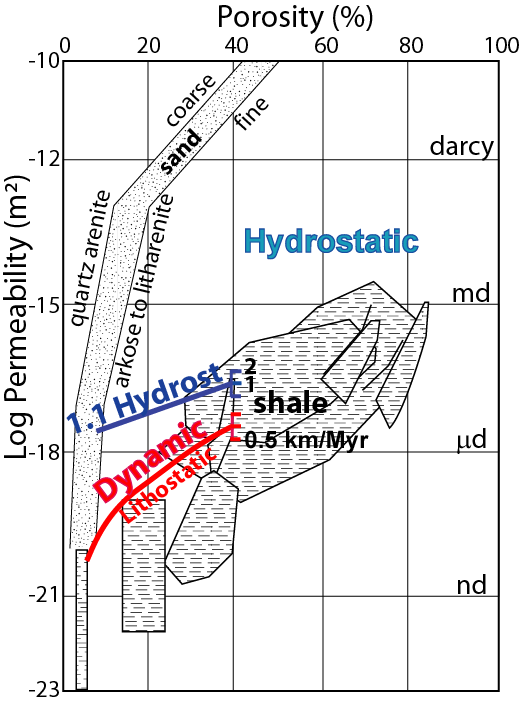 Porosity (%)
0 20 40 60 80 100
-10
coarse
fine
sand
-12
darcy
quartz arenite
arkose to litharenite
Hydrostatic
Log Permeability (m²)
-15
md
1.1 Hydrost
2
1
shale
0.5 km/Myr
-18
μd
Dynamic
Lithostatic
-21
nd
-23